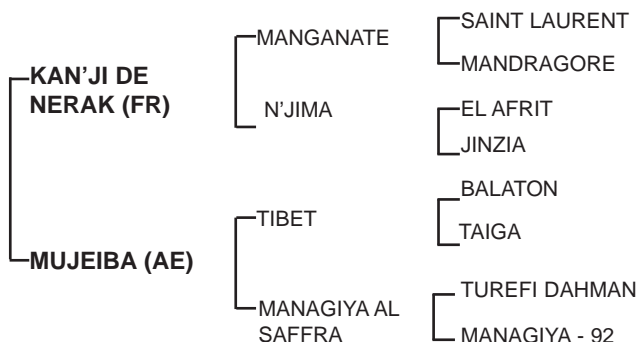 SAINT LAURENT
MANGANATE
MANDRAGORE
KAN’JI DE
NERAK (FR)
N’JIMA
EL AFRIT
JINZIA
BALATON
TIBET
TAIGA
MUJEIBA (AE)
TUREFI DAHMAN
MANAGIYA AL
SAFFRA
MANAGIYA - 92